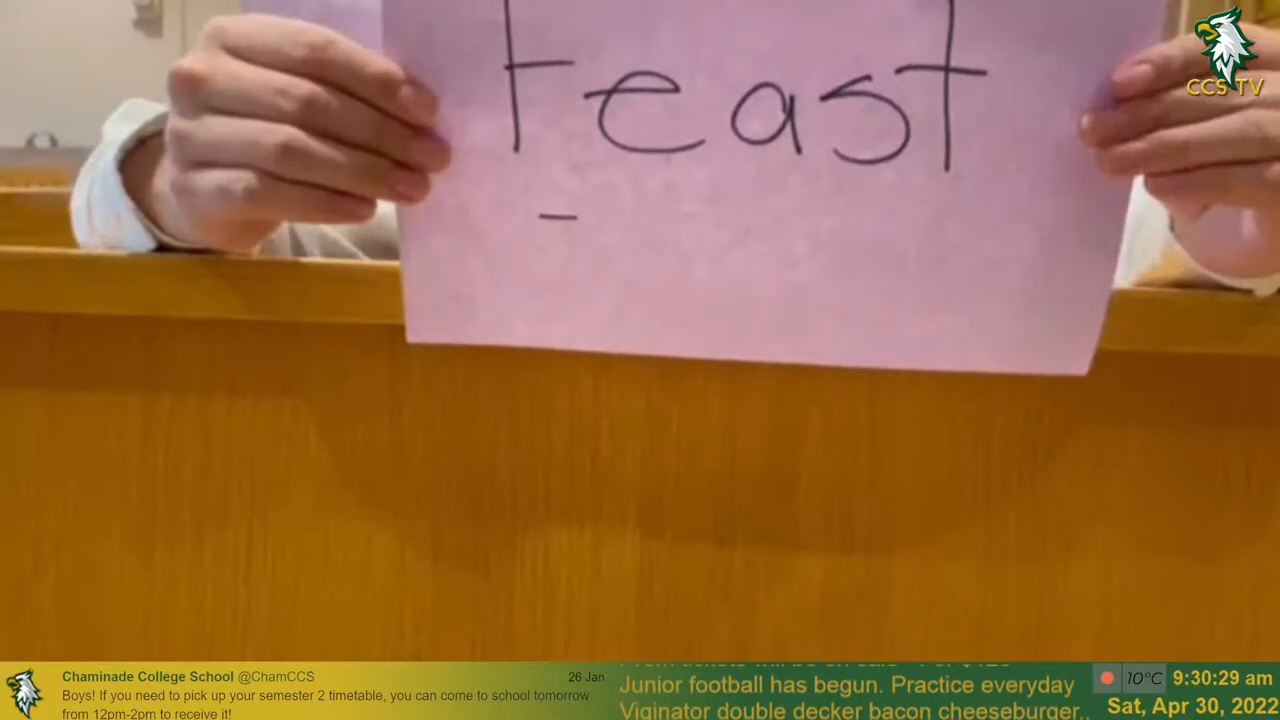 Feast
-
CCS TV
Chaminade College School @ChamCCS 26 Jan
Boys! If you need to pick up your semester 2 timetable, you can come to school tomorrow
from 12pm-2pm to receive it!
Junior football has begun. Practice everyday
Viginator double decker bacon cheeseburger..
10°C
9:30:29 am
Sat, Apr 30, 2022